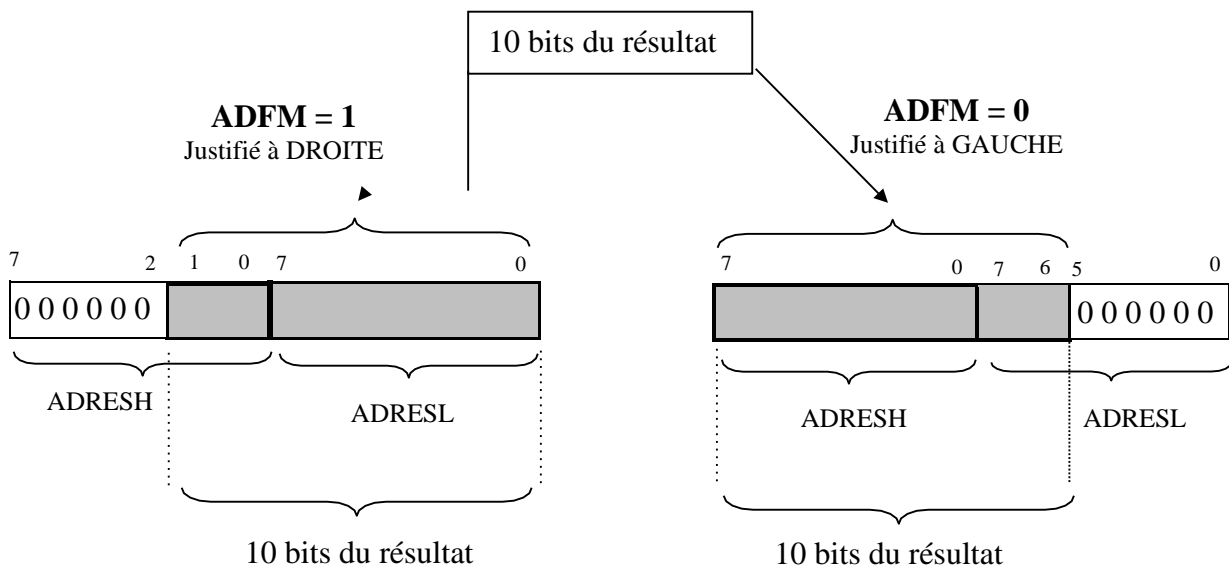 10 bits du résultat
ADFM = 1
Justifié à DROITE
ADFM = 0
Justifié à GAUCHE
7 2 1 0 7 0
7 0 7 6 5 0
0 0 0 0 0 0
0 0 0 0 0 0
ADRESH
ADRESL
ADRESH
ADRESL
10 bits du résultat
10 bits du résultat